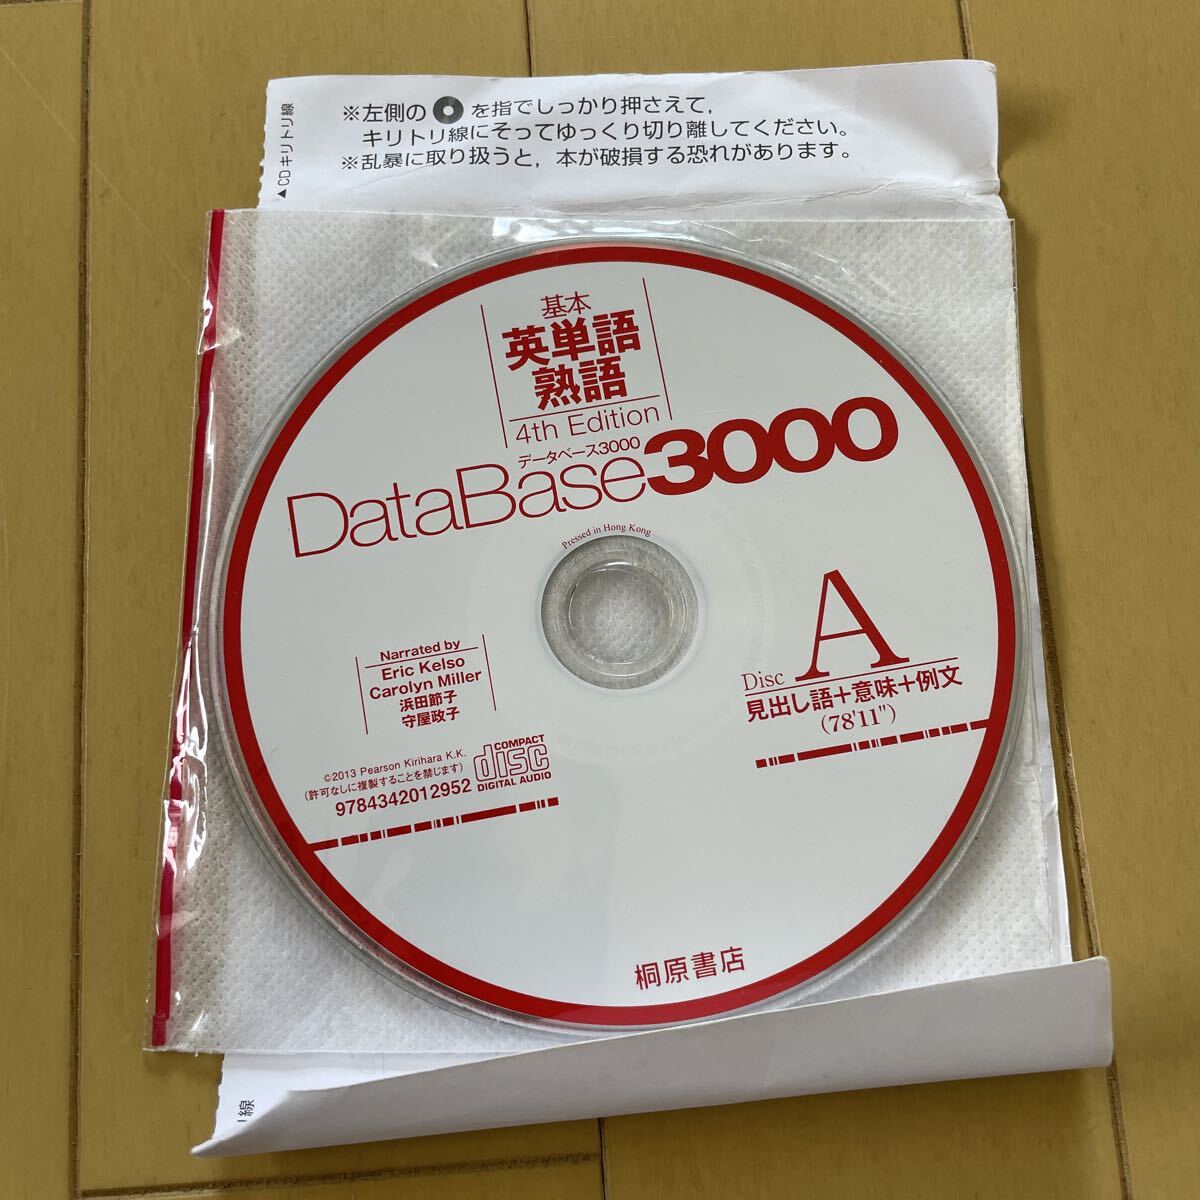 ※左側の を指でしっかり押さえて,
キリトリ線にそってゆっくり切り離してください。
※乱暴に取り扱うと,本が破損する恐れがあります。
▲CDキリトリ線
基本
英単語
熟語
4th Edition
データベース3000
DataBase3000
Pressed in Hong Kong
Narrated by
Eric Kelso
Carolyn Miller
浜田節子
守屋政子
Disc A
見出し語+意味+例文
(78'11")
©2013 Pearson Kirihara K.K.
(許可なしに複製することを禁じます)
9784342012952
COMPACT
disc
DIGITAL AUDIO
桐原書店
線